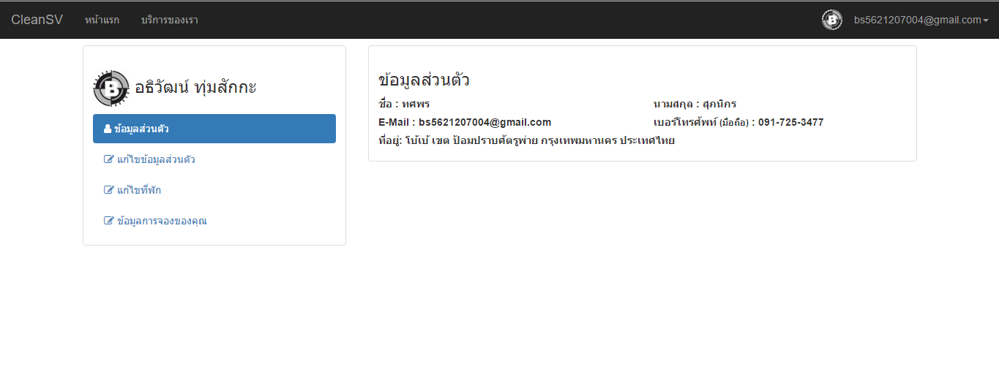 CleanSV หน้าแรก บริการของเรา bs5621207004@gmail.com
B อธิวัฒน์ ทุ่มสักกะ
ข้อมูลส่วนตัว
แก้ไขข้อมูลส่วนตัว
แก้ไขที่พัก
ข้อมูลการจองของคุณ
ข้อมูลส่วนตัว
ชื่อ : ทศพร นามสกุล : สุภนิกร
E-Mail : bs5621207004@gmail.com เบอร์โทรศัพท์ (มือถือ) : 091-725-3477
ที่อยู่: โบ้เบ้ เขต ป้อมปราบศัตรูพ่าย กรุงเทพมหานคร ประเทศไทย